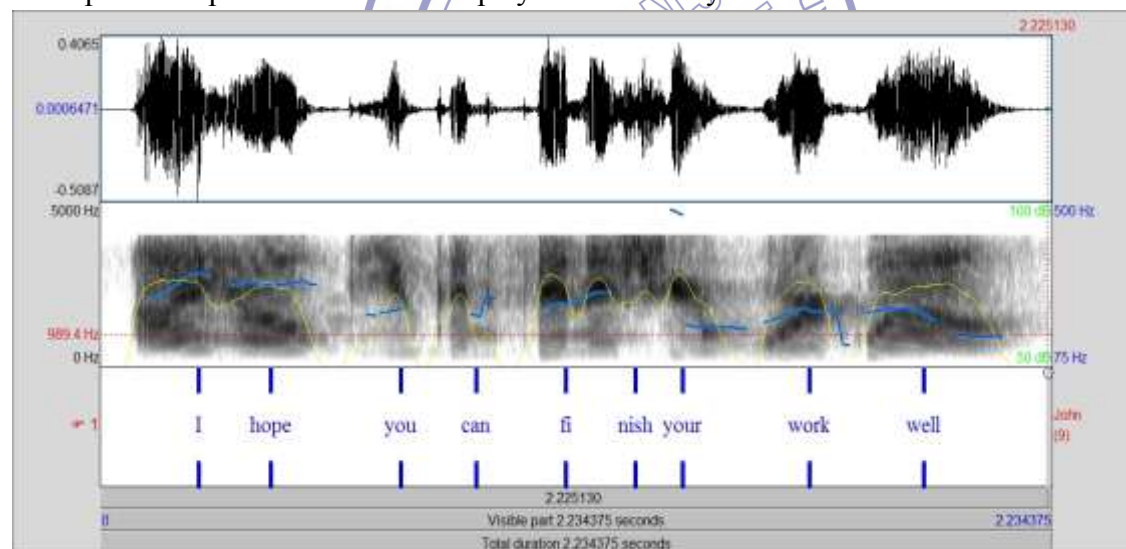 2.225130
0.4065
0.0006471
-0.5087
5000 Hz 100 dB 500 Hz
989.4 Hz
0 Hz 50 dB 75 Hz
1 I hope you can fi nish your work well John
(9)
2.225130
0 Visible part 2.234375 seconds 2.234375
Total duration 2.234375 seconds